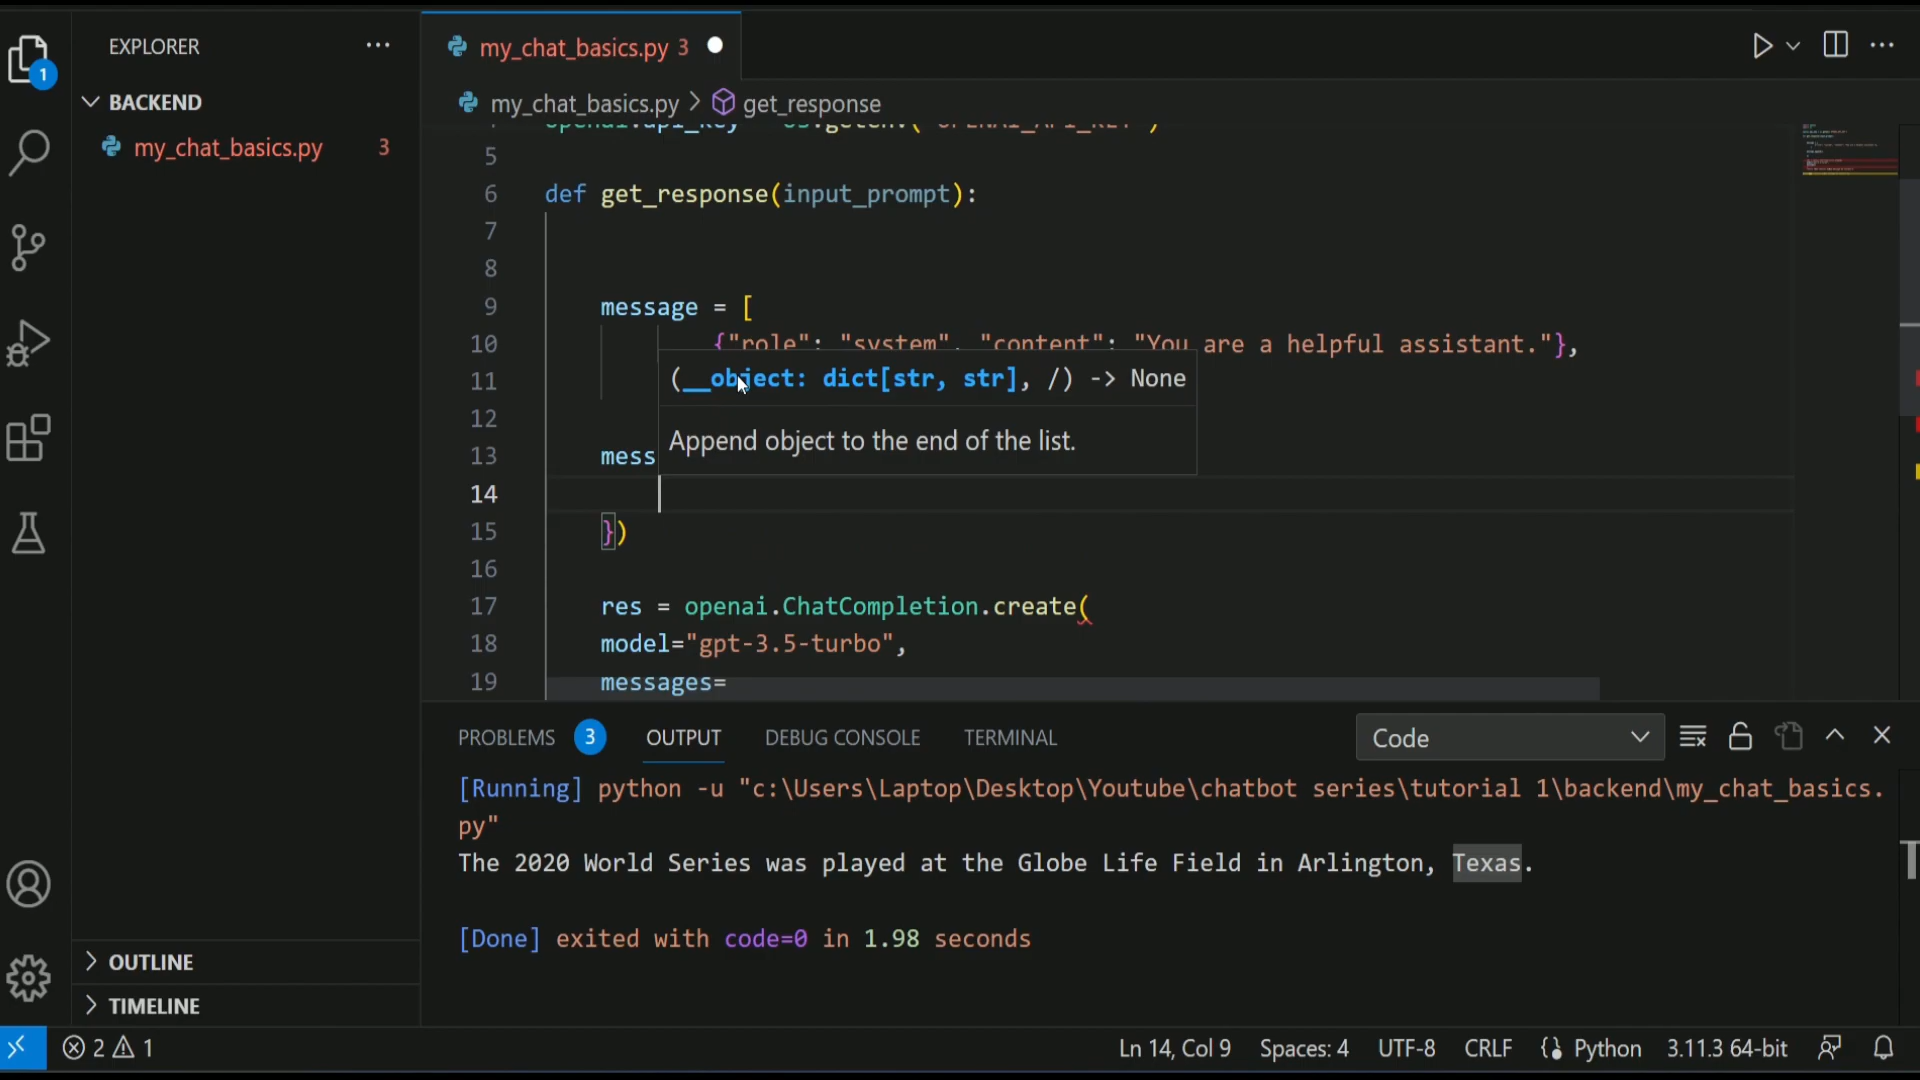 EXPLORER
BACKEND
my_chat_basics.py 3
1
my_chat_basics.py 3
my_chat_basics.py > get_response
openai.api_key = os.getenv("OPENAI_API_KEY")
5
6 def get_response(input_prompt):
7
8
9 message = [
10 {"role": "system", "content": "You are a helpful assistant."},
11
(__object: dict[str, str], /) -> None
12
Append object to the end of the list.
13 mess
14
15 })
16
17 res = openai.ChatCompletion.create(
18 model="gpt-3.5-turbo",
19 messages=
PROBLEMS 3 OUTPUT DEBUG CONSOLE TERMINAL Code
[Running] python -u "c:\Users\Laptop\Desktop\Youtube\chatbot series\tutorial 1\backend\my_chat_basics.
py"
The 2020 World Series was played at the Globe Life Field in Arlington, Texas.
[Done] exited with code=0 in 1.98 seconds
OUTLINE
TIMELINE
2 1 Ln 14, Col 9 Spaces: 4 UTF-8 CRLF Python 3.11.3 64-bit